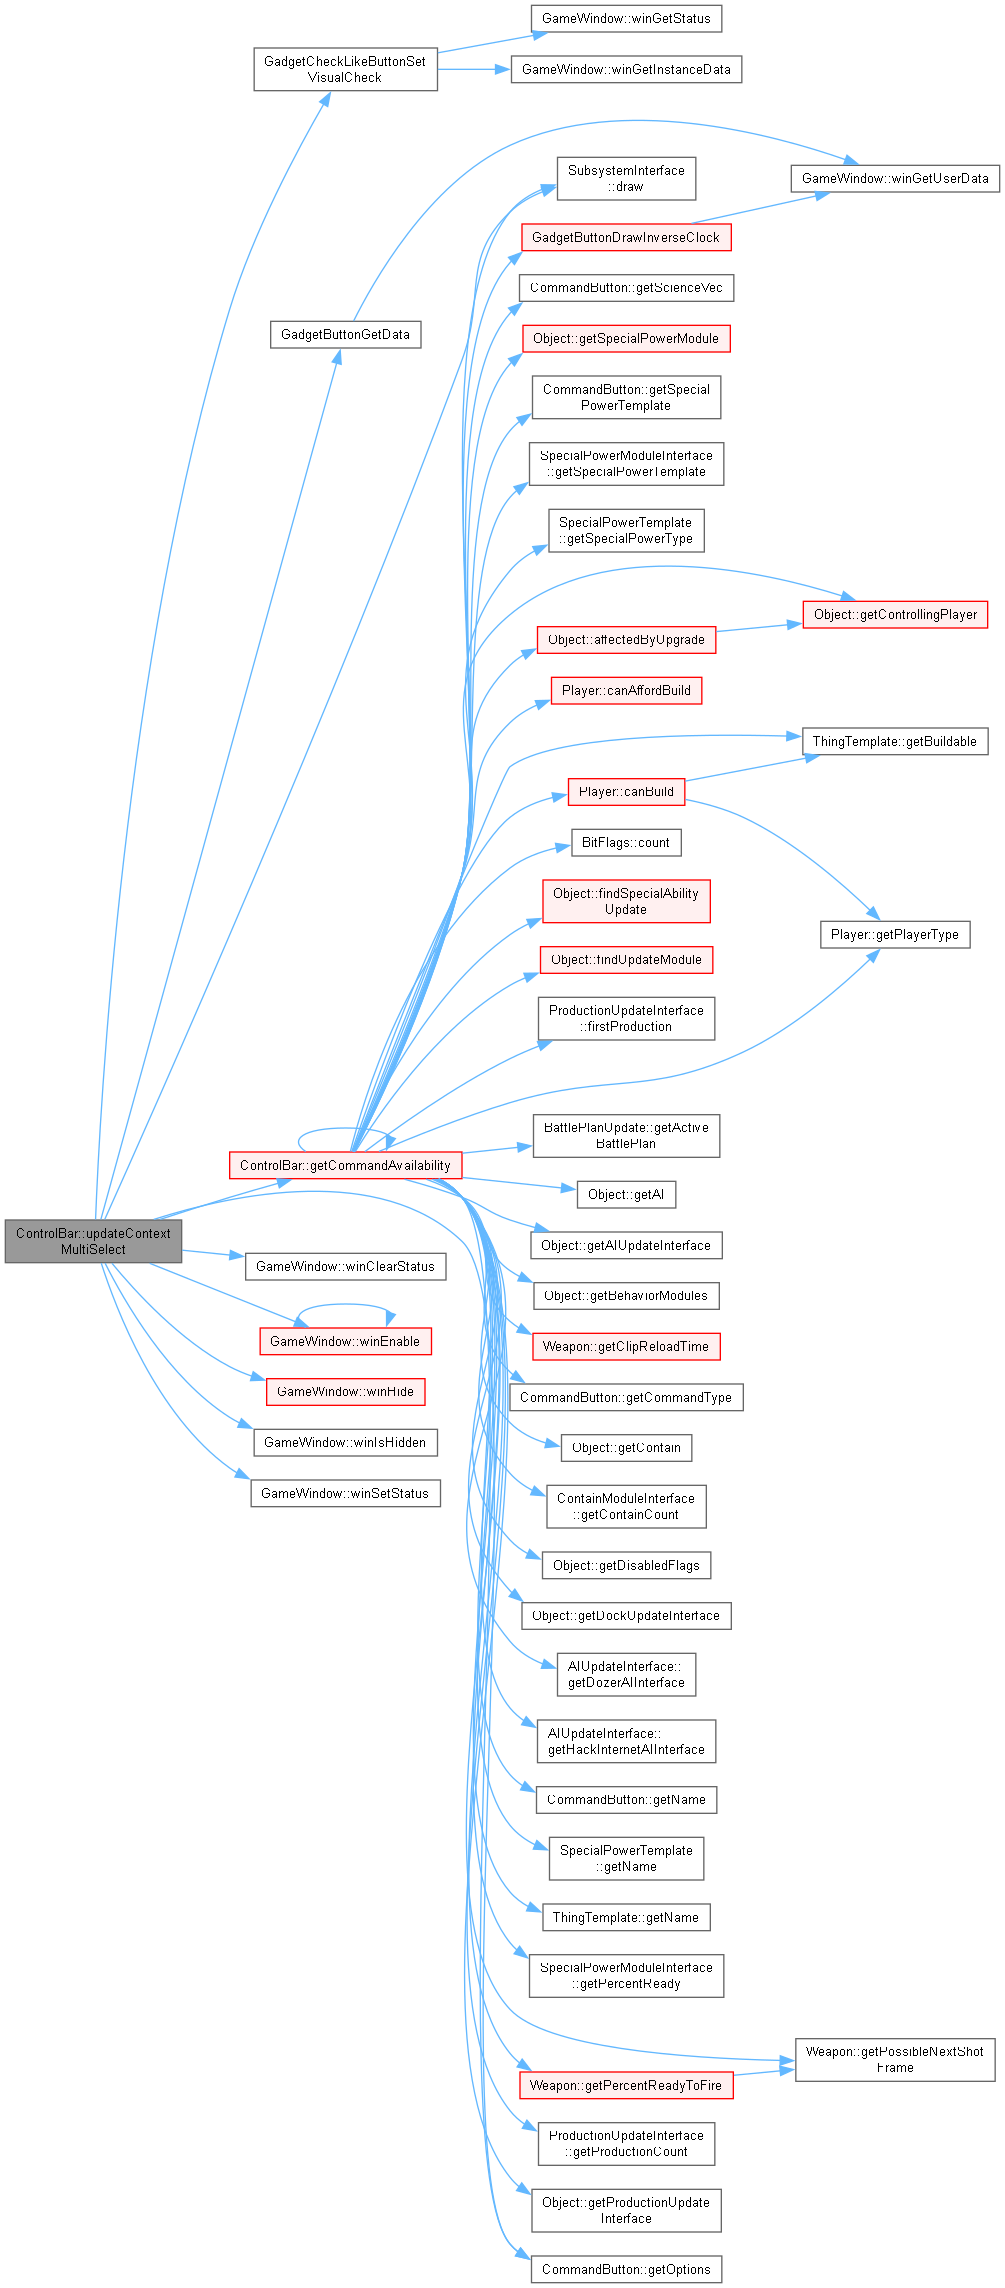 GameWindow::winGetStatus
GadgetCheckLikeButtonSet
VisualCheck
GameWindow::winGetInstanceData
SubsystemInterface
::draw
GameWindow::winGetUserData
GadgetButtonDrawInverseClock
CommandButton::getScienceVec
GadgetButtonGetData
Object::getSpecialPowerModule
CommandButton::getSpecial
PowerTemplate
SpecialPowerModuleInterface
::getSpecialPowerTemplate
SpecialPowerTemplate
::getSpecialPowerType
Object::getControllingPlayer
Object::affectedByUpgrade
Player::canAffordBuild
ThingTemplate::getBuildable
Player::canBuild
BitFlags::count
Object::findSpecialAbility
Update
Player::getPlayerType
Object::findUpdateModule
ProductionUpdateInterface
::firstProduction
BattlePlanUpdate::getActive
BattlePlan
ControlBar::getCommandAvailability
Object::getAI
ControlBar::updateContext
MultiSelect
Object::getAIUpdateInterface
GameWindow::winClearStatus
Object::getBehaviorModules
GameWindow::winEnable
Weapon::getClipReloadTime
GameWindow::winHide
CommandButton::getCommandType
GameWindow::winIsHidden
Object::getContain
GameWindow::winSetStatus
ContainModuleInterface
::getContainCount
Object::getDisabledFlags
Object::getDockUpdateInterface
AIUpdateInterface::
getDozerAIInterface
AIUpdateInterface::
getHackInternetAIInterface
CommandButton::getName
SpecialPowerTemplate
::getName
ThingTemplate::getName
SpecialPowerModuleInterface
::getPercentReady
Weapon::getPossibleNextShot
Frame
Weapon::getPercentReadyToFire
ProductionUpdateInterface
::getProductionCount
Object::getProductionUpdate
Interface
CommandButton::getOptions